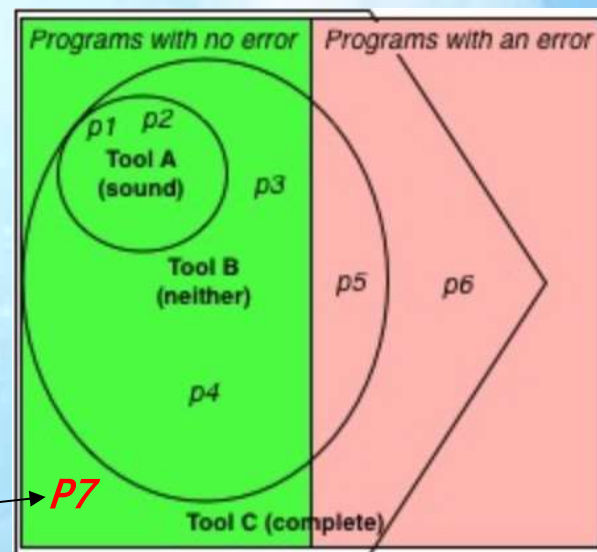 Programs with no error
Programs with an error
p1 p2
Tool A
(sound)
p3
Tool B
(neither)
p5
p6
p4
P7
Tool C (complete)